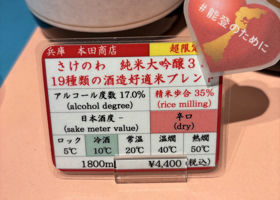 #能登のために
兵庫 本田商店
超限定
さけのわ 純米大吟醸3.
19種類の酒造好適米ブレンド
アルコール度数 17.0%
(alcohol degree)
精米歩合 35%
(rice milling)
日本酒度 -
(sake meter value)
辛口
(dry)
ロック 冷酒 常温 温燗 熱燗
5℃ 10℃ 20℃ 40℃ 50℃
1800ml ¥4,400(税込)